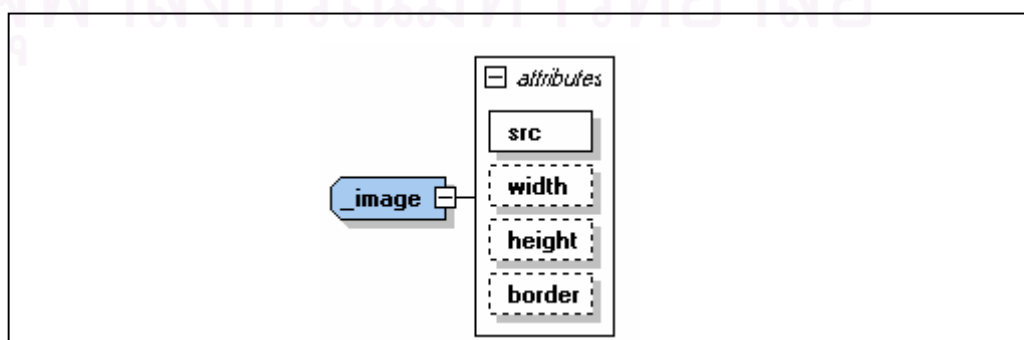 attributes
src
width
_image
height
border